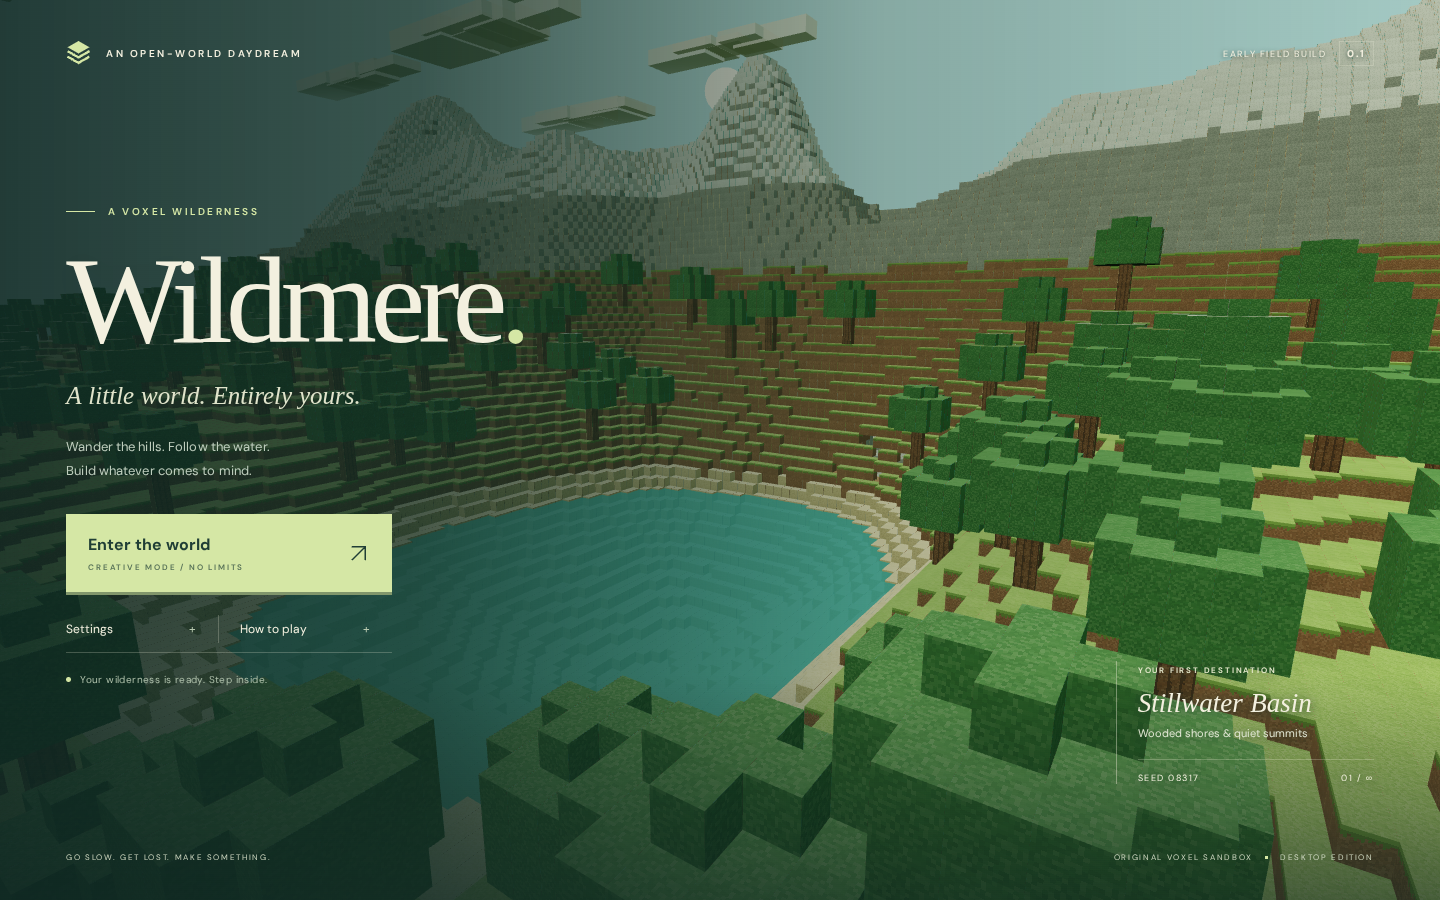 AN OPEN-WORLD DAYDREAM
EARLY FIELD BUILD 0.1
A VOXEL WILDERNESS
Wildmere.
A little world. Entirely yours.
Wander the hills. Follow the water.
Build whatever comes to mind.
Enter the world
CREATIVE MODE / NO LIMITS
Settings +
How to play +
Your wilderness is ready. Step inside.
YOUR FIRST DESTINATION
Stillwater Basin
Wooded shores & quiet summits
SEED 08317
01 / ∞
GO SLOW. GET LOST. MAKE SOMETHING.
ORIGINAL VOXEL SANDBOX ▪ DESKTOP EDITION